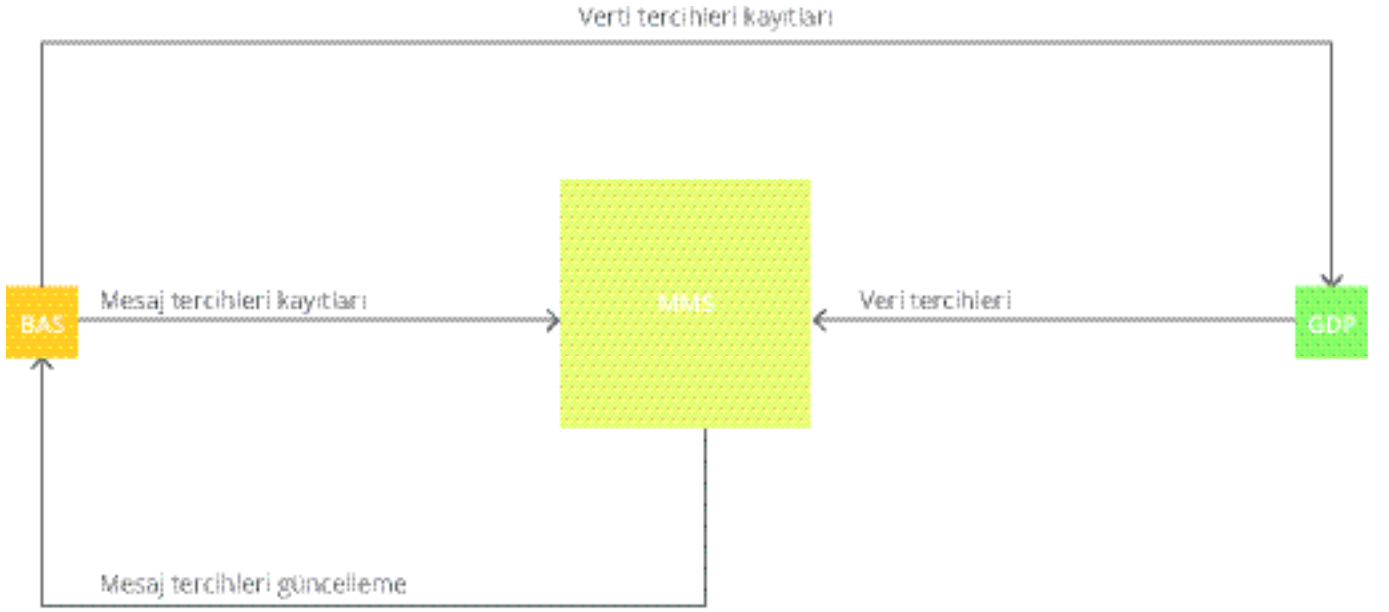 Verti tercihleri kayıtları
Mesaj tercihleri kayıtları
MMS
Veri tercihleri
BAS
GDP
Mesaj tercihleri güncelleme